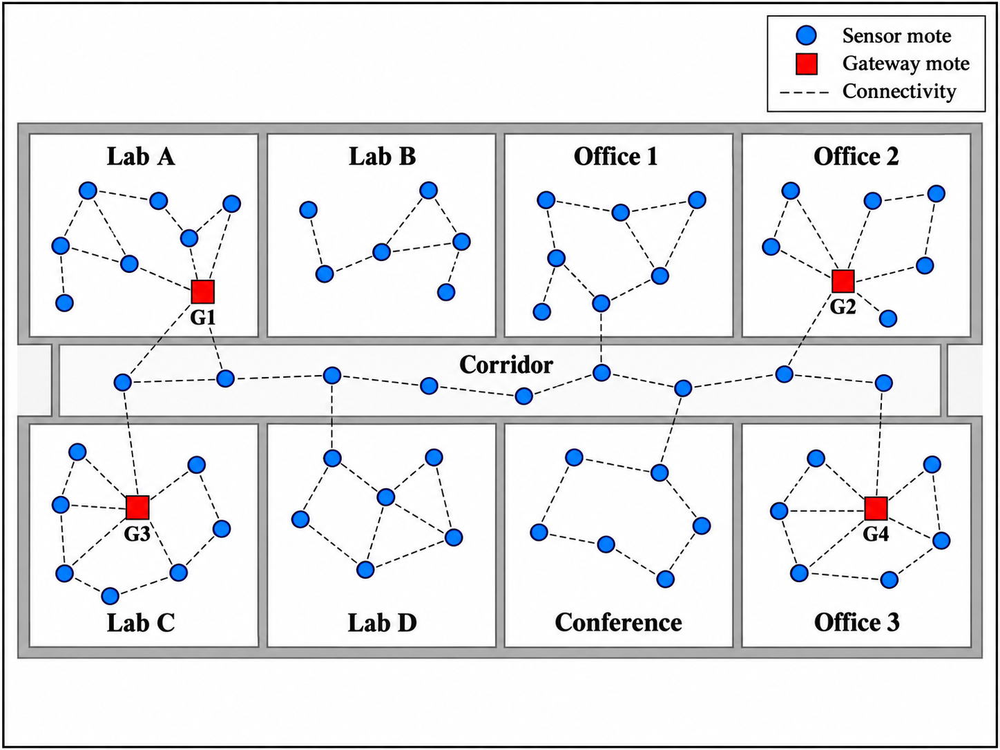 Sensor mote
Gateway mote
Connectivity
Lab A
Lab B
Office 1
Office 2
G1
G2
Corridor
G3
G4
Lab C
Lab D
Conference
Office 3